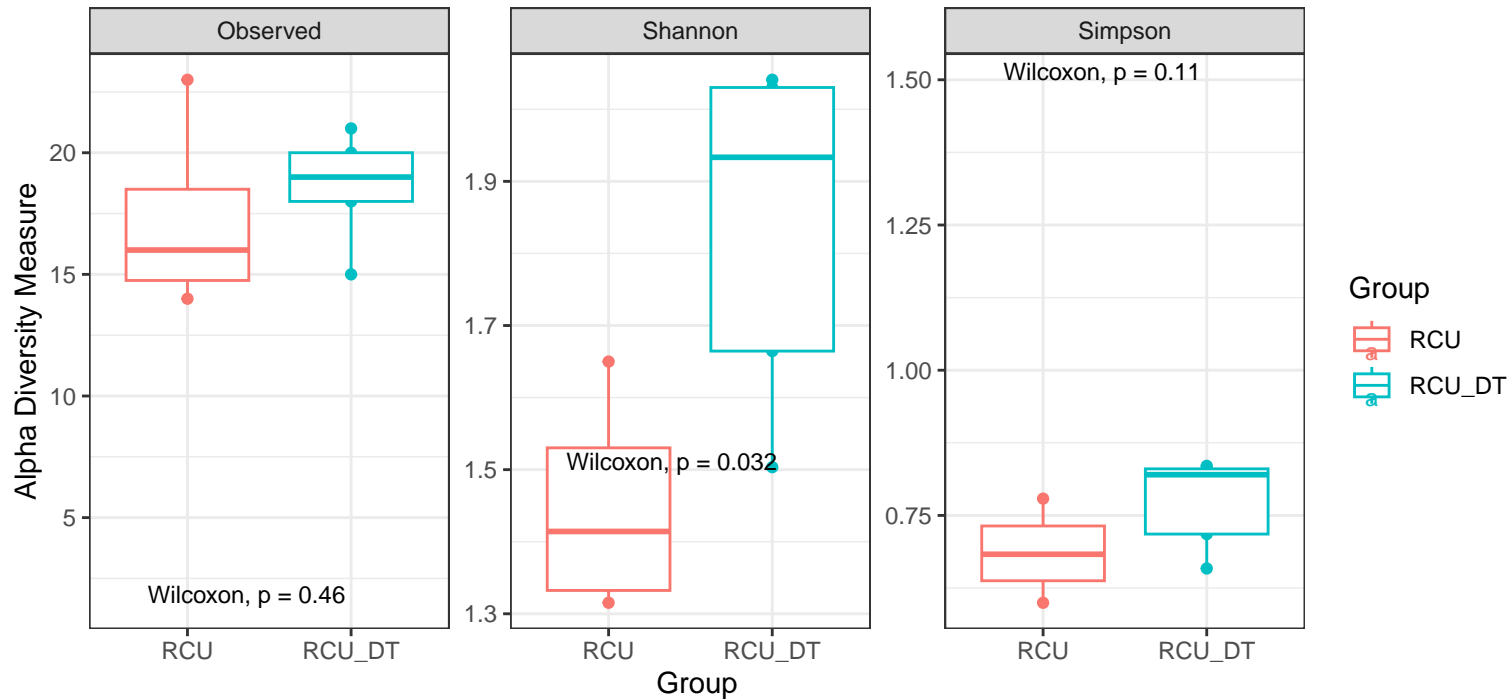 Observed
Shannon
Simpson
Alpha Diversity Measure
20
15
10
5
Wilcoxon, p = 0.46
RCU
RCU_DT
1.9
1.7
1.5
1.3
Wilcoxon, p = 0.032
RCU
RCU_DT
1.50
1.25
1.00
0.75
Wilcoxon, p = 0.11
RCU
RCU_DT
Group
Group
a
RCU
a
RCU_DT